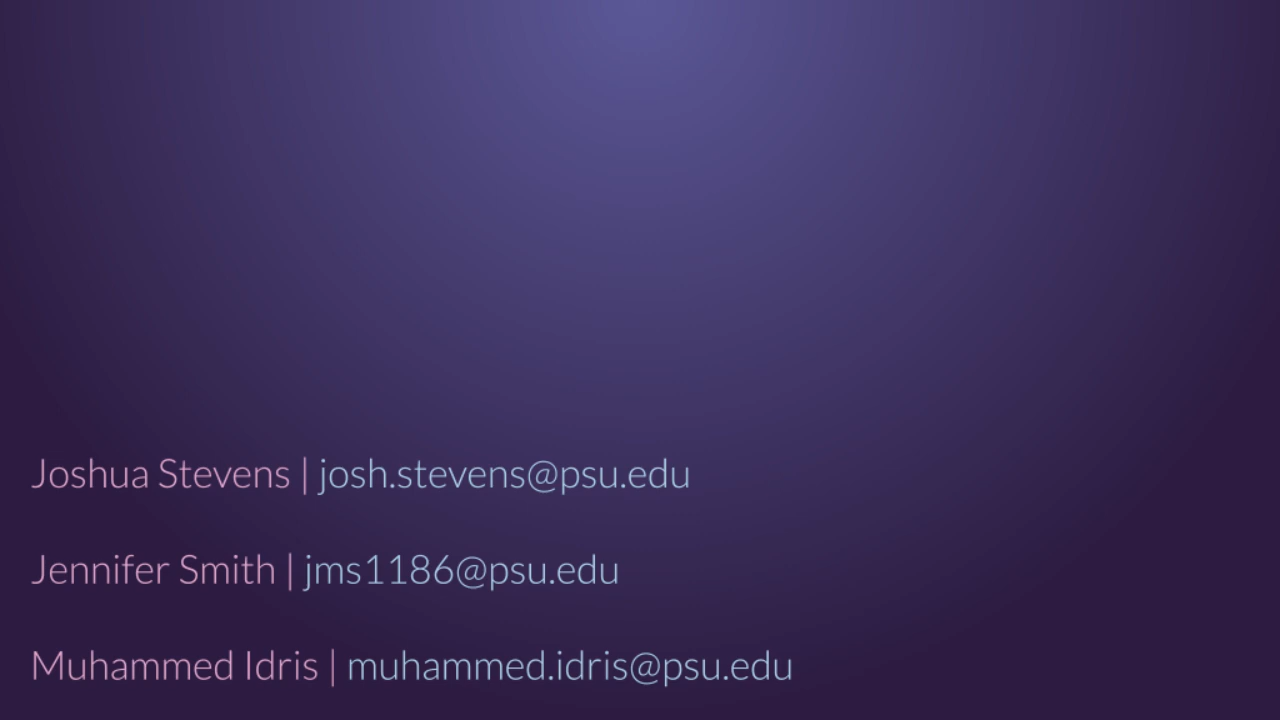 Joshua Stevens | josh.stevens@psu.edu
Jennifer Smith | jms1186@psu.edu
Muhammed Idris | muhammed.idris@psu.edu